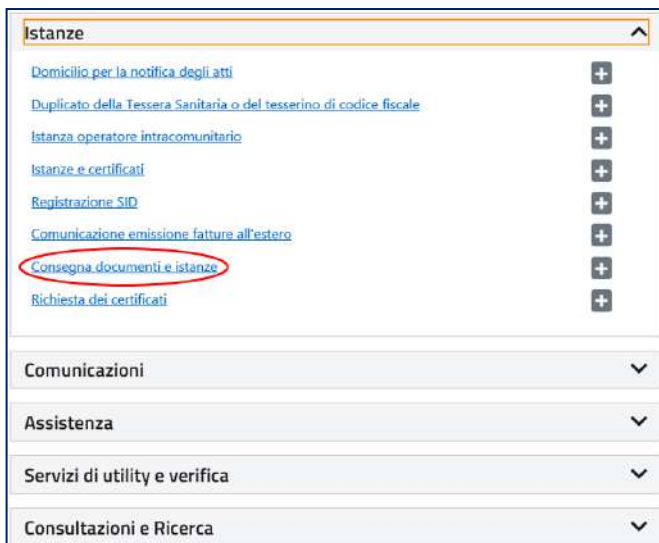 Istanze
Domicilio per la notifica degli atti
Duplicato della Tessera Sanitaria o del tesserino di codice fiscale
Istanza operatore intracomunitario
Istanze e certificati
Registrazione SID
Comunicazione emissione fatture all'estero
Consegna documenti e istanze
Richiesta dei certificati
Comunicazioni
Assistenza
Servizi di utility e verifica
Consultazioni e Ricerca